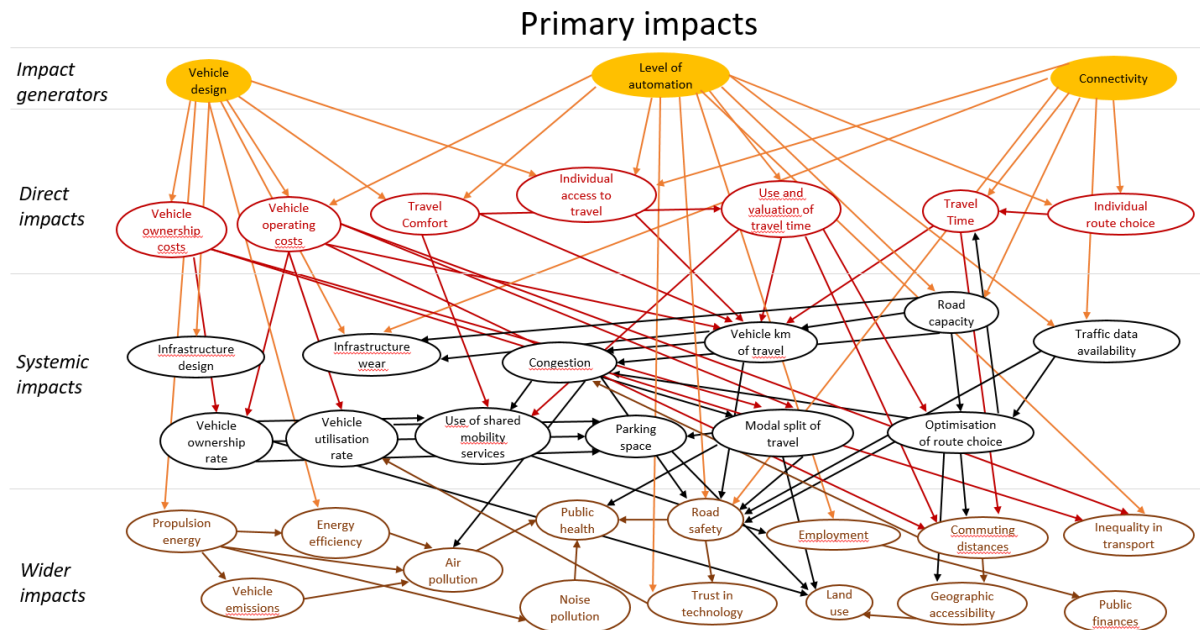 Primary impacts
Impact
generators
Vehicle
design
Level of
automation
Connectivity
Direct
impacts
Vehicle
ownership
costs
Vehicle
operating
costs
Travel
Comfort
Individual
access to
travel
Use and
valuation of
travel time
Travel
Time
Individual
route choice
Systemic
impacts
Infrastructure
design
Infrastructure
wear
Congestion
Vehicle km
of travel
Road
capacity
Traffic data
availability
Vehicle
ownership
rate
Vehicle
utilisation
rate
Use of shared
mobility
services
Parking
space
Modal split of
travel
Optimisation
of route choice
Wider
impacts
Propulsion
energy
Energy
efficiency
Public
health
Road
safety
Employment
Commuting
distances
Inequality in
transport
Vehicle
emissions
Air
pollution
Noise
pollution
Trust in
technology
Land
use
Geographic
accessibility
Public
finances